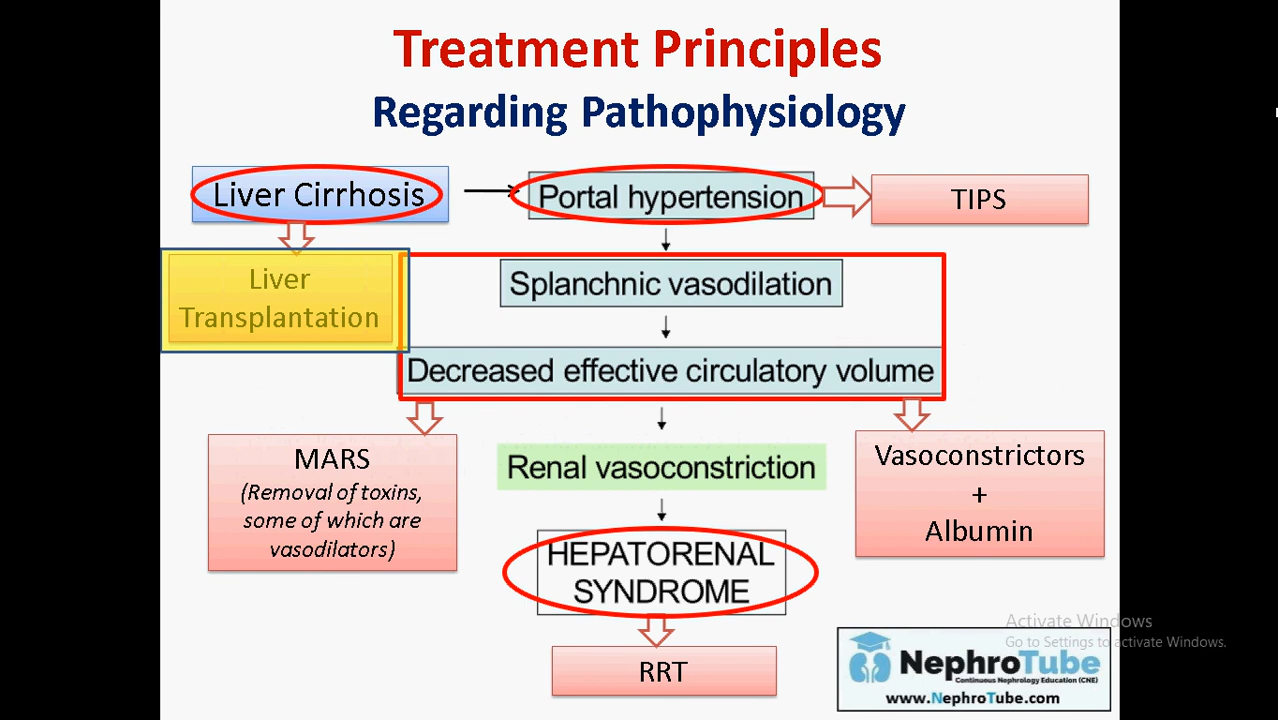 Treatment Principles
Regarding Pathophysiology
Liver Cirrhosis
Portal hypertension
TIPS
Liver
Transplantation
Splanchnic vasodilation
Decreased effective circulatory volume
MARS
(Removal of toxins,
some of which are
vasodilators)
Renal vasoconstriction
Vasoconstrictors
+
Albumin
HEPATORENAL
SYNDROME
RRT
Activate Windows
Go to Settings to activate Windows.
NephroTube
Continuous Nephrology Education (CNE)
www.NephroTube.com